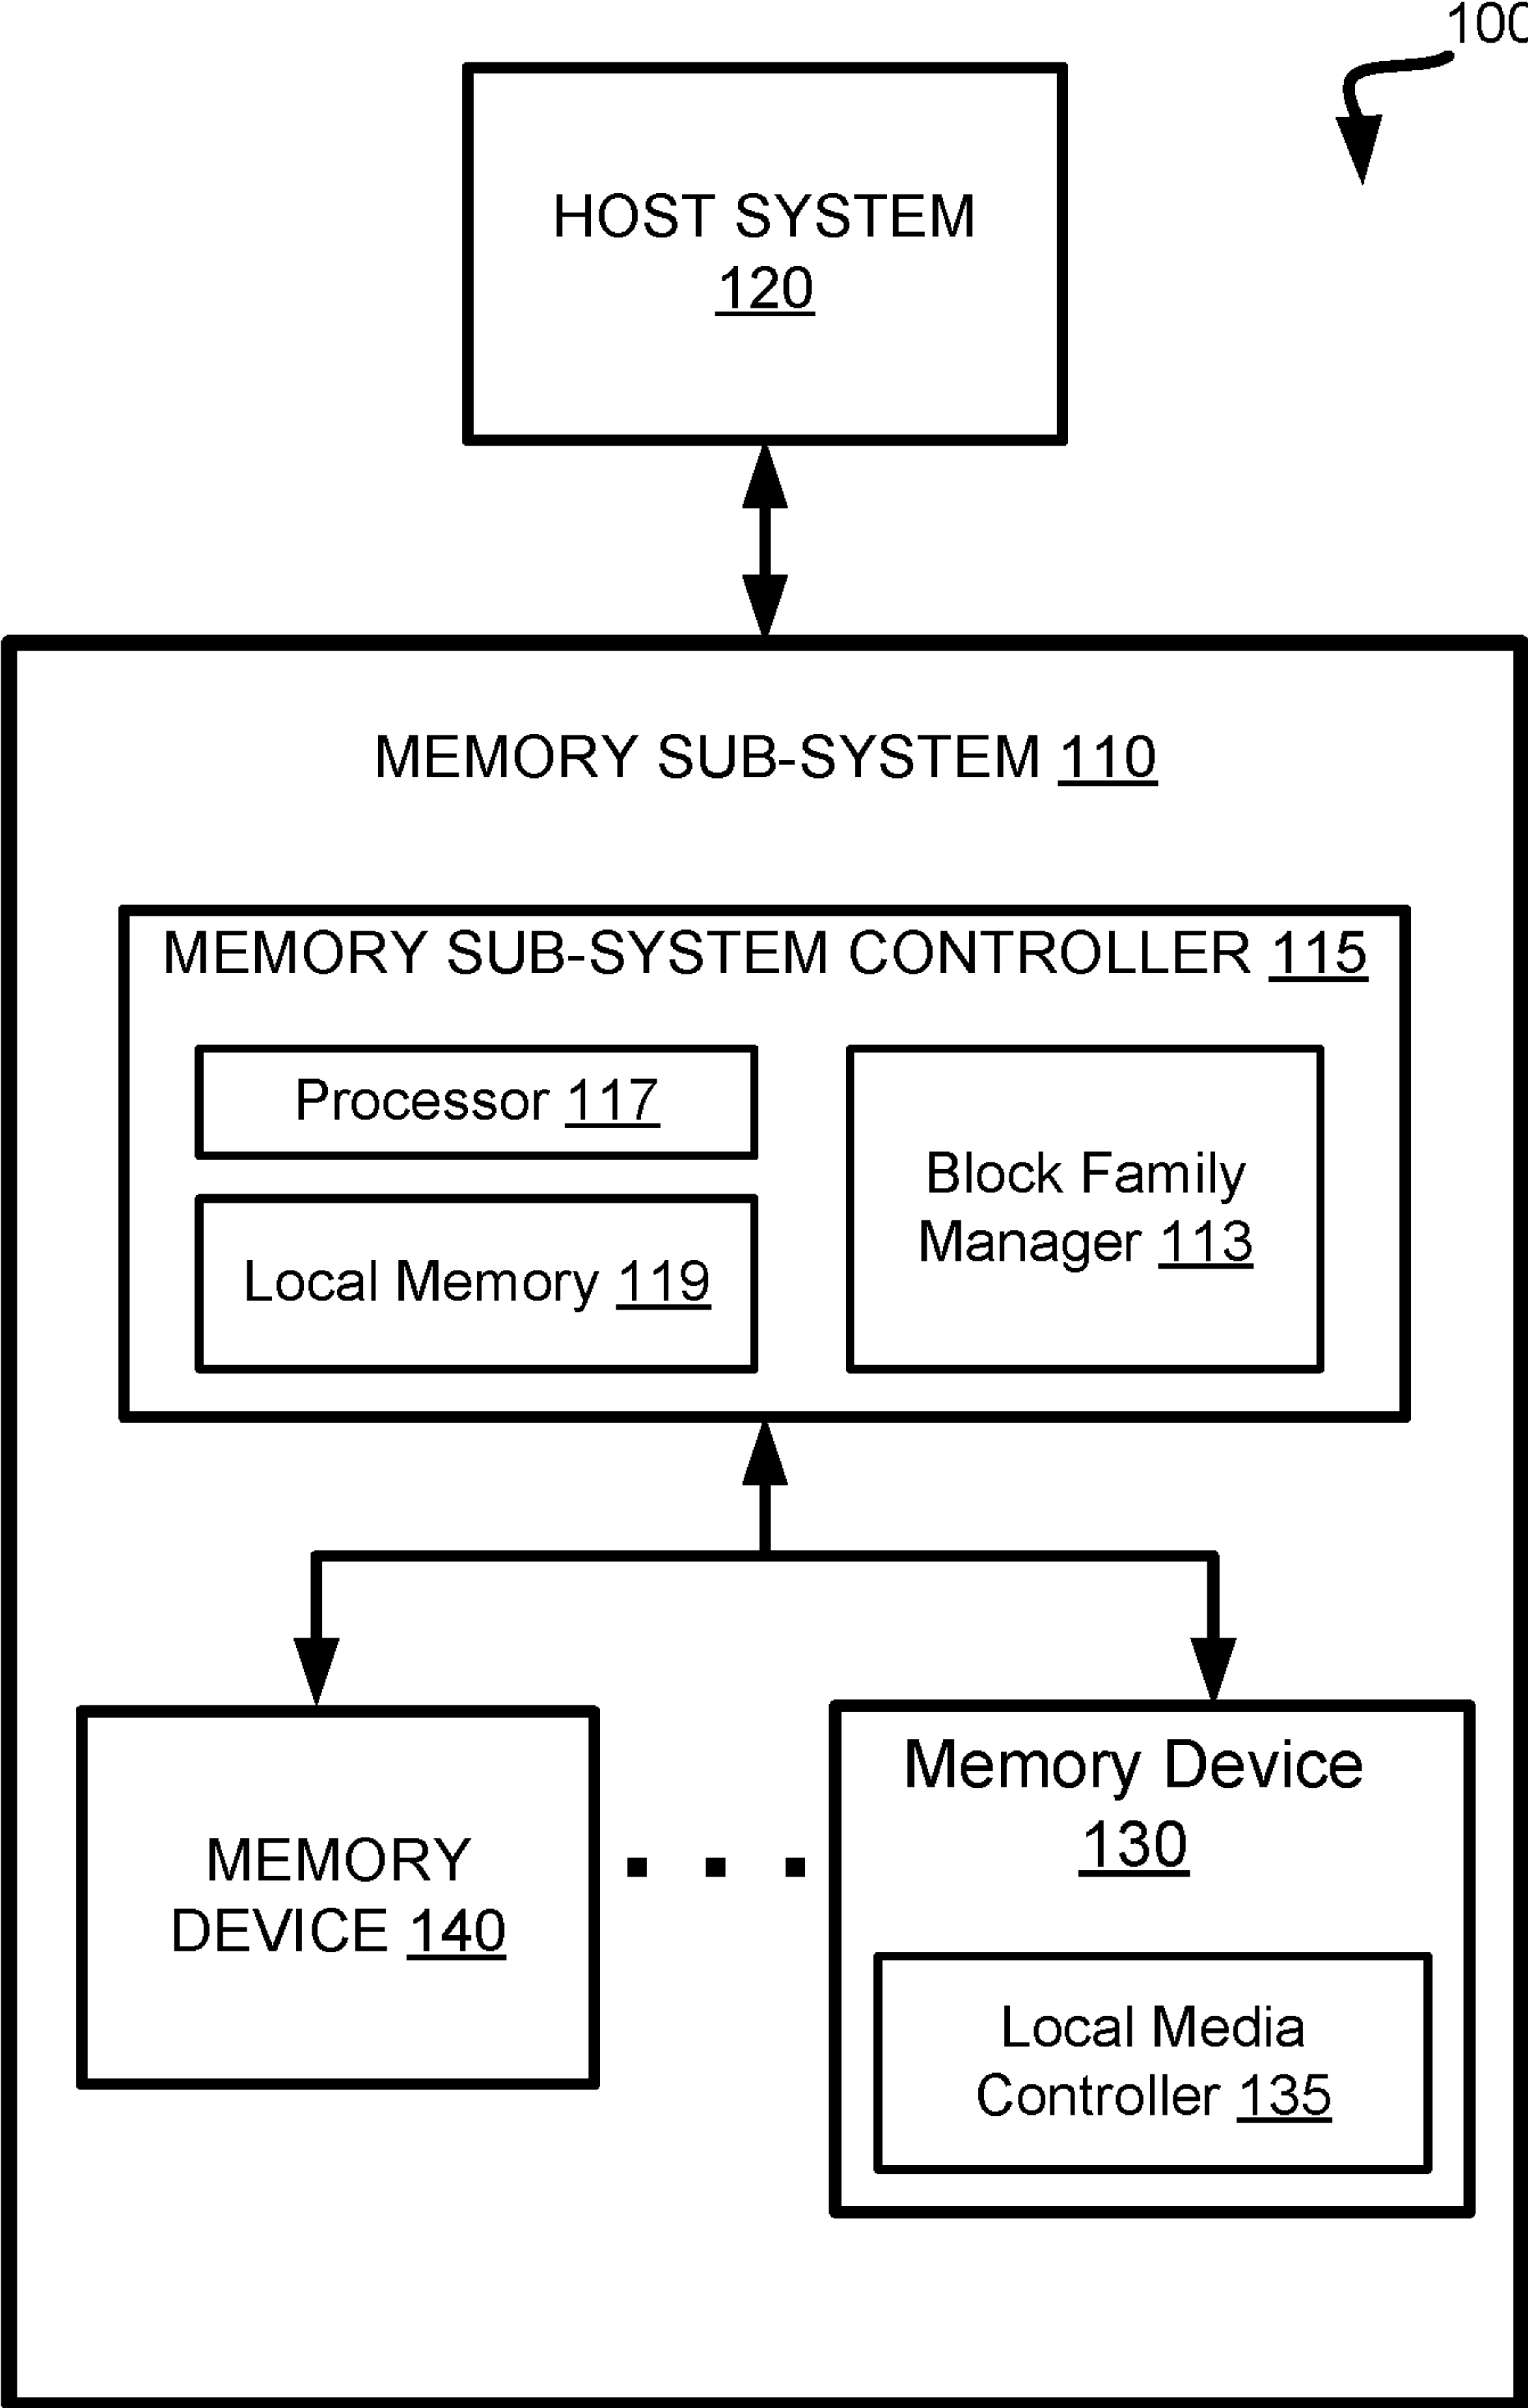 100
HOST SYSTEM
120
MEMORY SUB-SYSTEM 110
MEMORY SUB-SYSTEM CONTROLLER 115
Processor 117
Local Memory 119
Block Family
Manager 113
MEMORY
DEVICE 140
Memory Device
130
Local Media
Controller 135